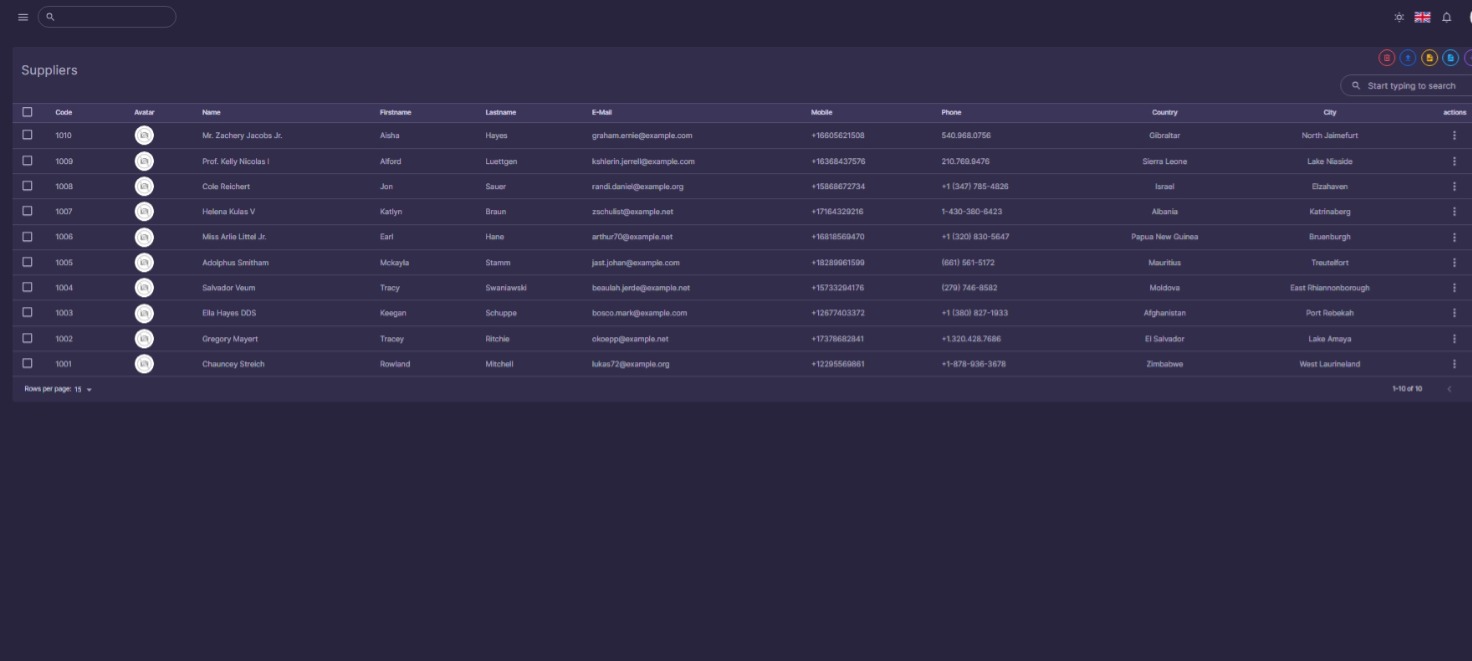 Suppliers
Start typing to search
Code Avatar Name Firstname Lastname E-Mail Mobile Phone Country City actions
1010 Mr. Zachery Jacobs Jr. Aisha Hayes graham.ernie@example.com +16605621508 540.968.0756 Gibraltar North Jaimefurt
1009 Prof. Kelly Nicolas I Alford Luettgen kshlerin.jerrell@example.com +16368437576 210.769.9476 Sierra Leone Lake Niaside
1008 Cole Reichert Jon Sauer randi.daniel@example.org +15868672734 +1 (347) 785-4826 Israel Elzahaven
1007 Helena Kulas V Katlyn Braun zschulist@example.net +17164329216 1-430-380-6423 Albania Katrinaberg
1006 Miss Arlie Littel Jr. Earl Hane arthur70@example.net +16818569470 +1 (320) 830-5647 Papua New Guinea Bruenburgh
1005 Adolphus Smitham Mckayla Stamm jast.johan@example.com +18289961599 (661) 561-5172 Mauritius Treutelfort
1004 Salvador Veum Tracy Swaniawski beaulah.jerde@example.net +15733294176 (279) 746-8582 Moldova East Rhiannonborough
1003 Ella Hayes DDS Keegan Schuppe bosco.mark@example.com +12677403372 +1 (380) 827-1933 Afghanistan Port Rebekah
1002 Gregory Mayert Tracey Ritchie okoepp@example.net +17378682841 +1.320.428.7686 El Salvador Lake Amaya
1001 Chauncey Streich Rowland Mitchell lukas72@example.org +12295569861 +1-878-936-3678 Zimbabwe West Laurineland
Rows per page: 15 1-10 of 10